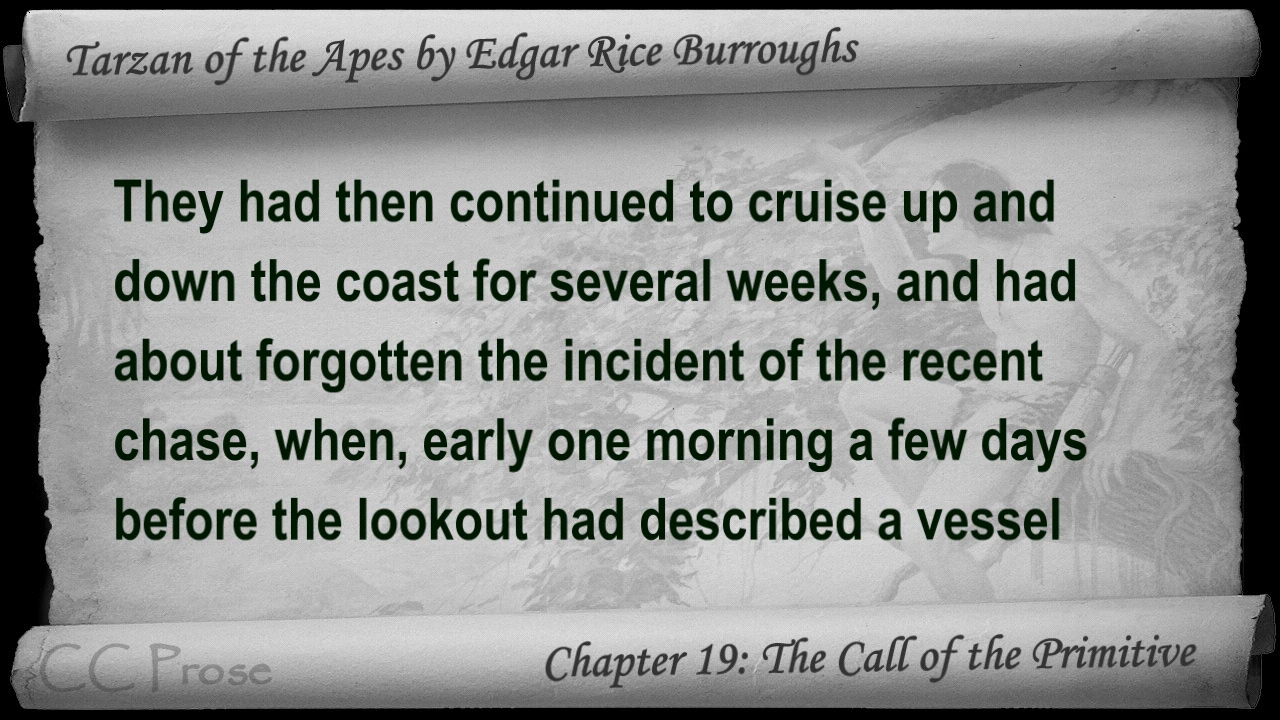 Tarzan of the Apes by Edgar Rice Burroughs
They had then continued to cruise up and
down the coast for several weeks, and had
about forgotten the incident of the recent
chase, when, early one morning a few days
before the lookout had described a vessel
CC Prose
Chapter 19: The Call of the Primitive